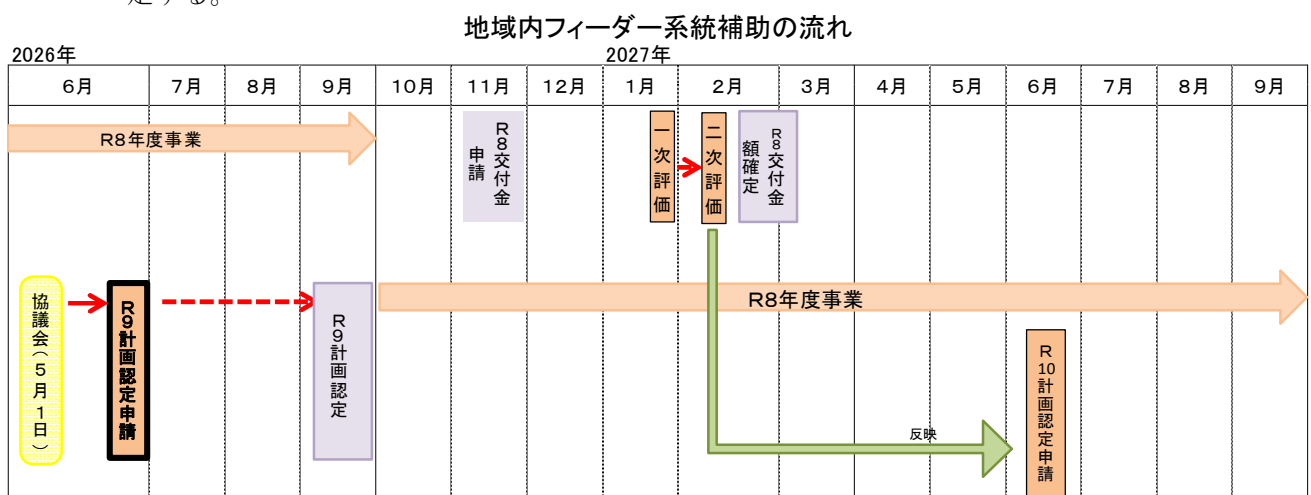 定する。
地域内フィーダー系統補助の流れ
2026年
2027年
6月 7月 8月 9月 10月 11月 12月 1月 2月 3月 4月 5月 6月 7月 8月 9月
R8年度事業
R8交付金
申請
一次評価
二次評価
R8交付金
額確定
協議会(5月1日)
R9計画認定申請
R9計画認定
R8年度事業
反映
R10計画認定申請